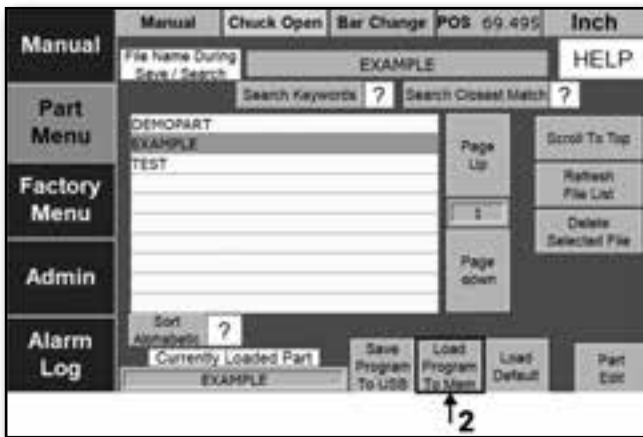 Manual
Chuck Open
Bar Change
POS 69.495
Inch
Manual
File Name During
Save / Search
EXAMPLE
HELP
Search Keywords ?
Search Closest Match ?
Part
Menu
DEMOPART
EXAMPLE
TEST
Page
Up
1
Page
down
Scroll To Top
Refresh
File List
Delete
Selected File
Factory
Menu
Admin
Sort
Alphabetic ?
Alarm
Log
Currently Loaded Part
EXAMPLE
Save
Program
To USB
Load
Program
To Mem
Load
Default
Part
Edit
2